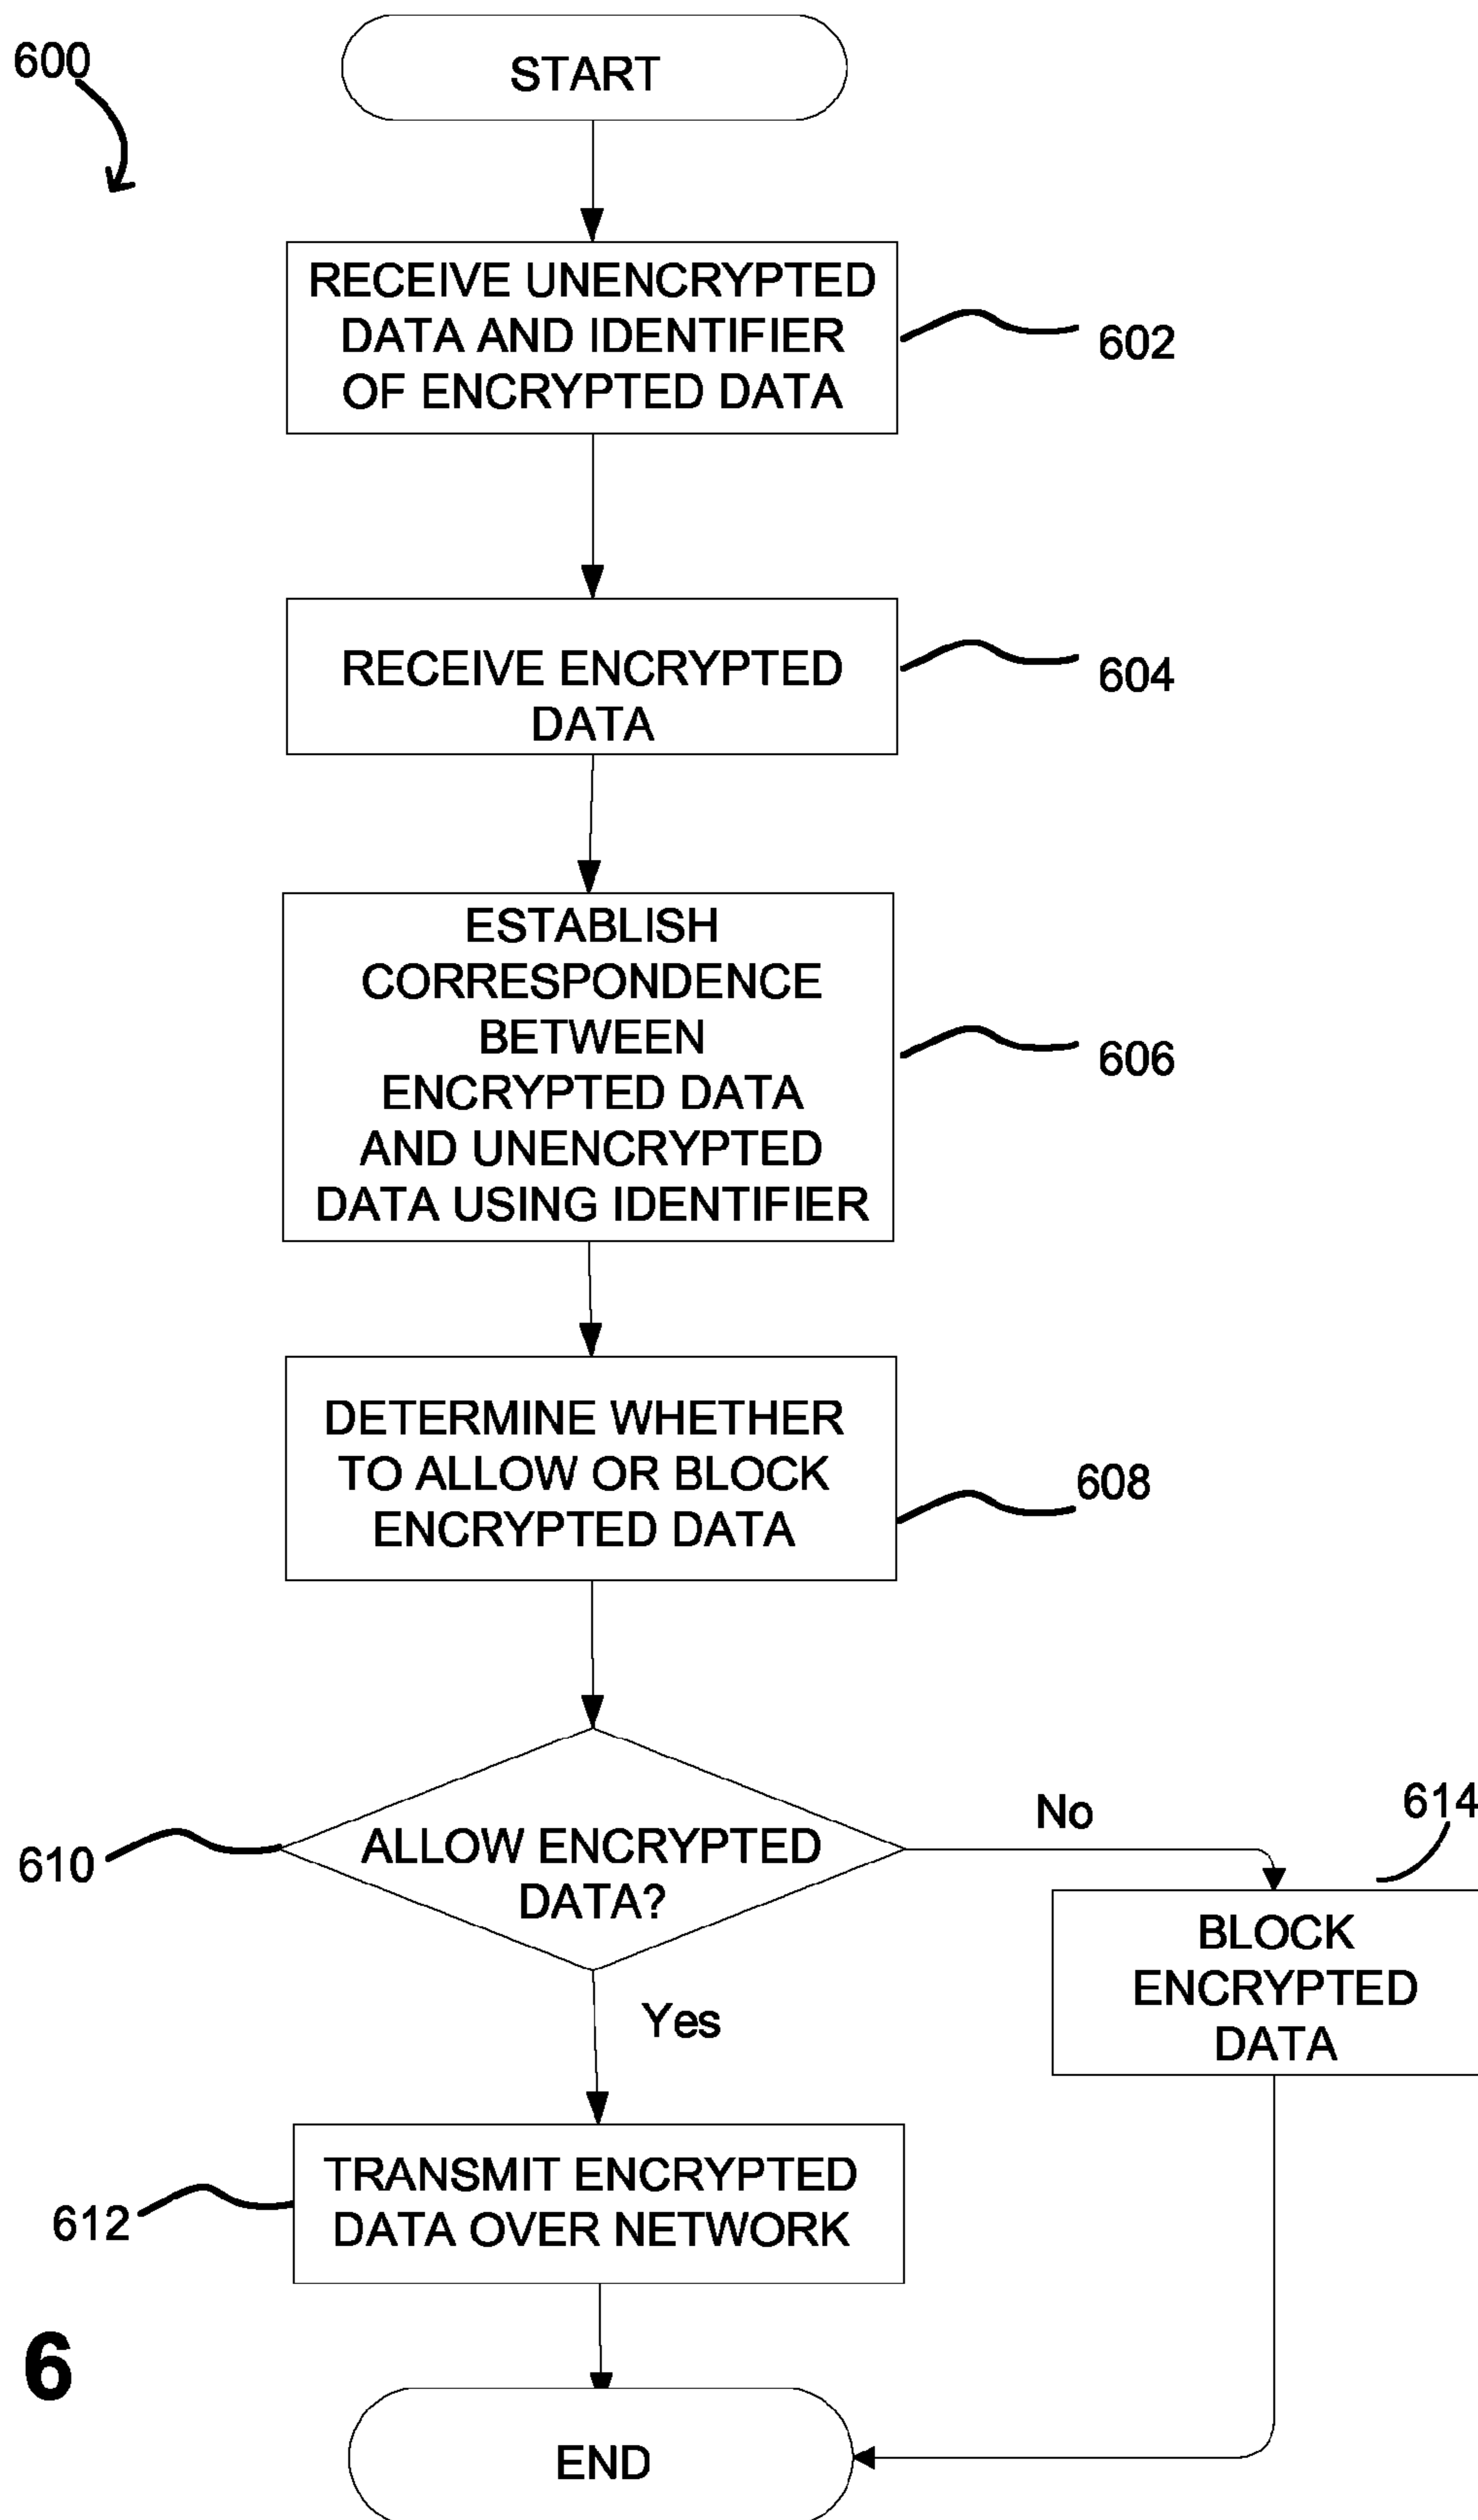 600
START
RECEIVE UNENCRYPTED
DATA AND IDENTIFIER
OF ENCRYPTED DATA
602
RECEIVE ENCRYPTED
DATA
604
ESTABLISH
CORRESPONDENCE
BETWEEN
ENCRYPTED DATA
AND UNENCRYPTED
DATA USING IDENTIFIER
606
DETERMINE WHETHER
TO ALLOW OR BLOCK
ENCRYPTED DATA
608
610
ALLOW ENCRYPTED
DATA?
No
614
BLOCK
ENCRYPTED
DATA
Yes
612
TRANSMIT ENCRYPTED
DATA OVER NETWORK
6
END